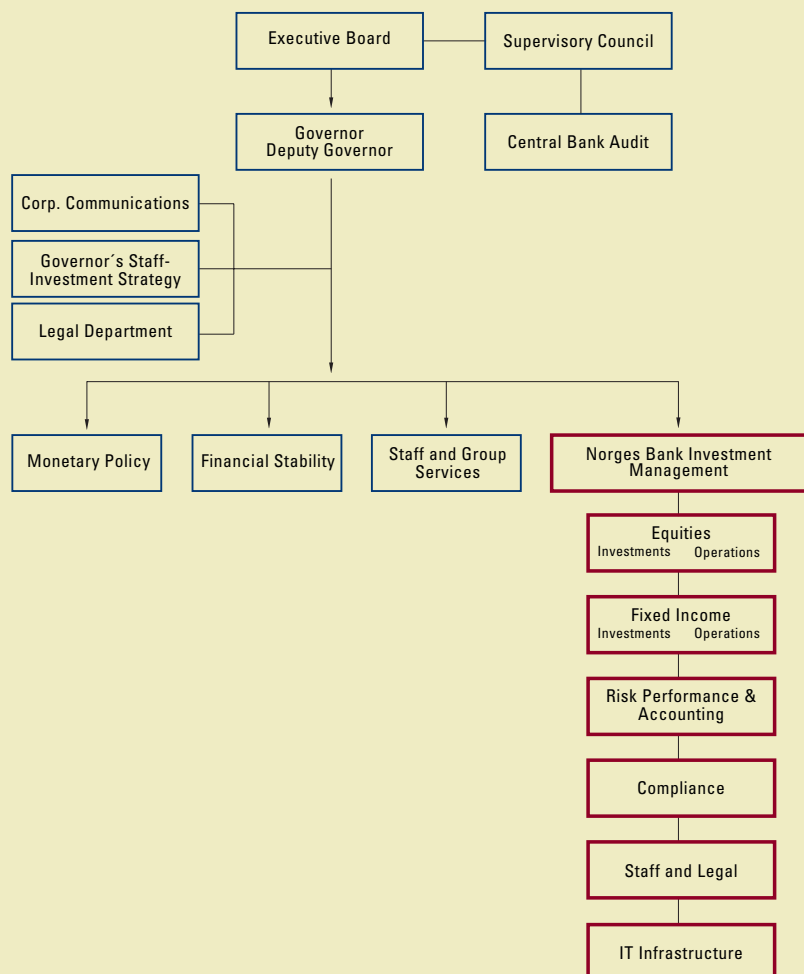 Executive Board
Supervisory Council
Governor
Deputy Governor
Central Bank Audit
Corp. Communications
Governor´s Staff-
Investment Strategy
Legal Department
Monetary Policy
Financial Stability
Staff and Group
Services
Norges Bank Investment
Management
Equities
Investments Operations
Fixed Income
Investments Operations
Risk Performance &
Accounting
Compliance
Staff and Legal
IT Infrastructure